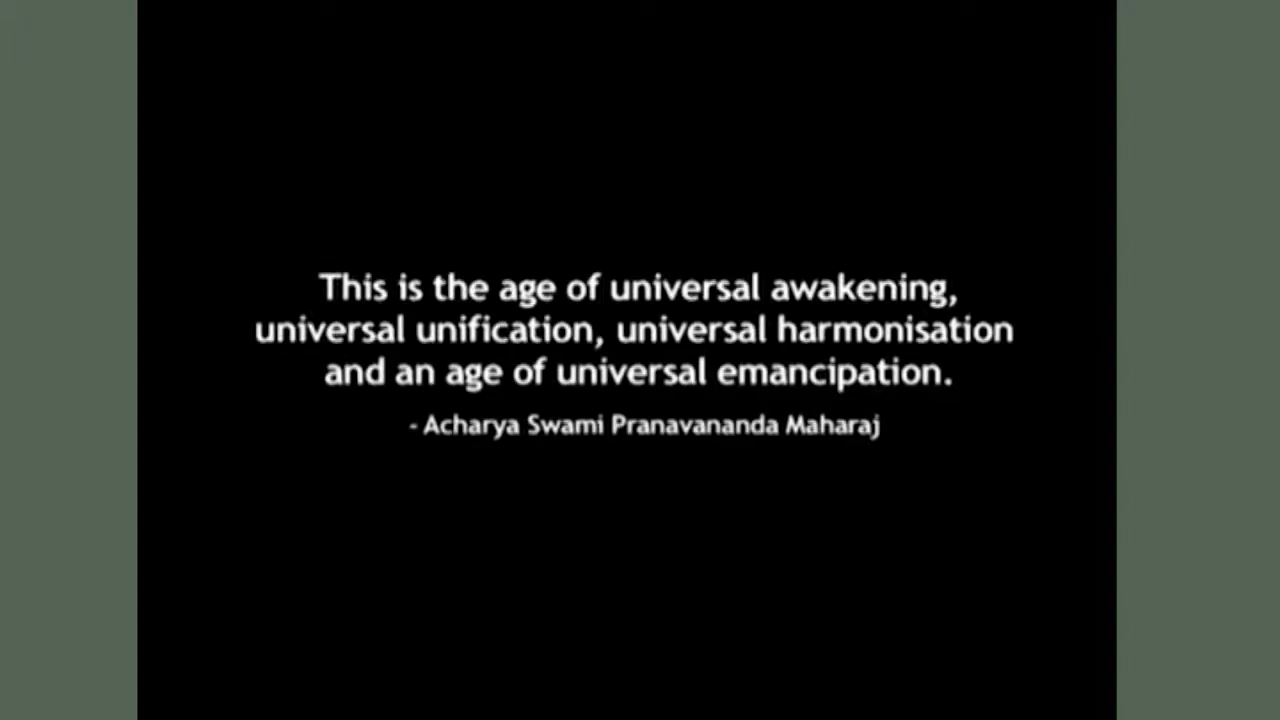 This is the age of universal awakening,
universal unification, universal harmonisation
and an age of universal emancipation.
- Acharya Swami Pranavananda Maharaj